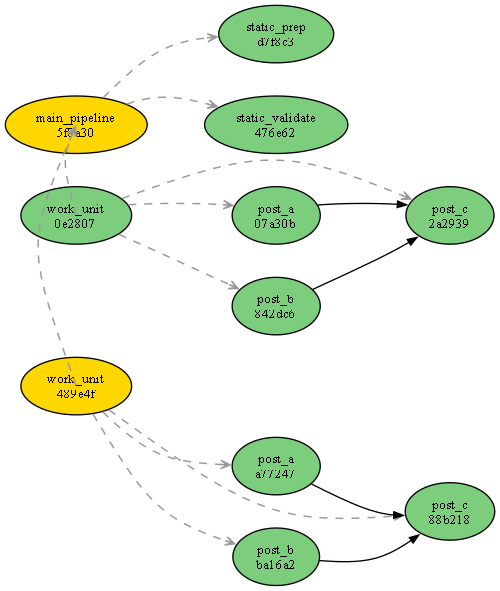 static_prep
d7f8c3
main_pipeline
static_validate
476e62
work_unit
0e2807
post_a
07a30b
post_c
2a2939
post_b
842dc6
work_unit
489e4f
post_a
a77247
post_c
88b218
post_b
ba16a2